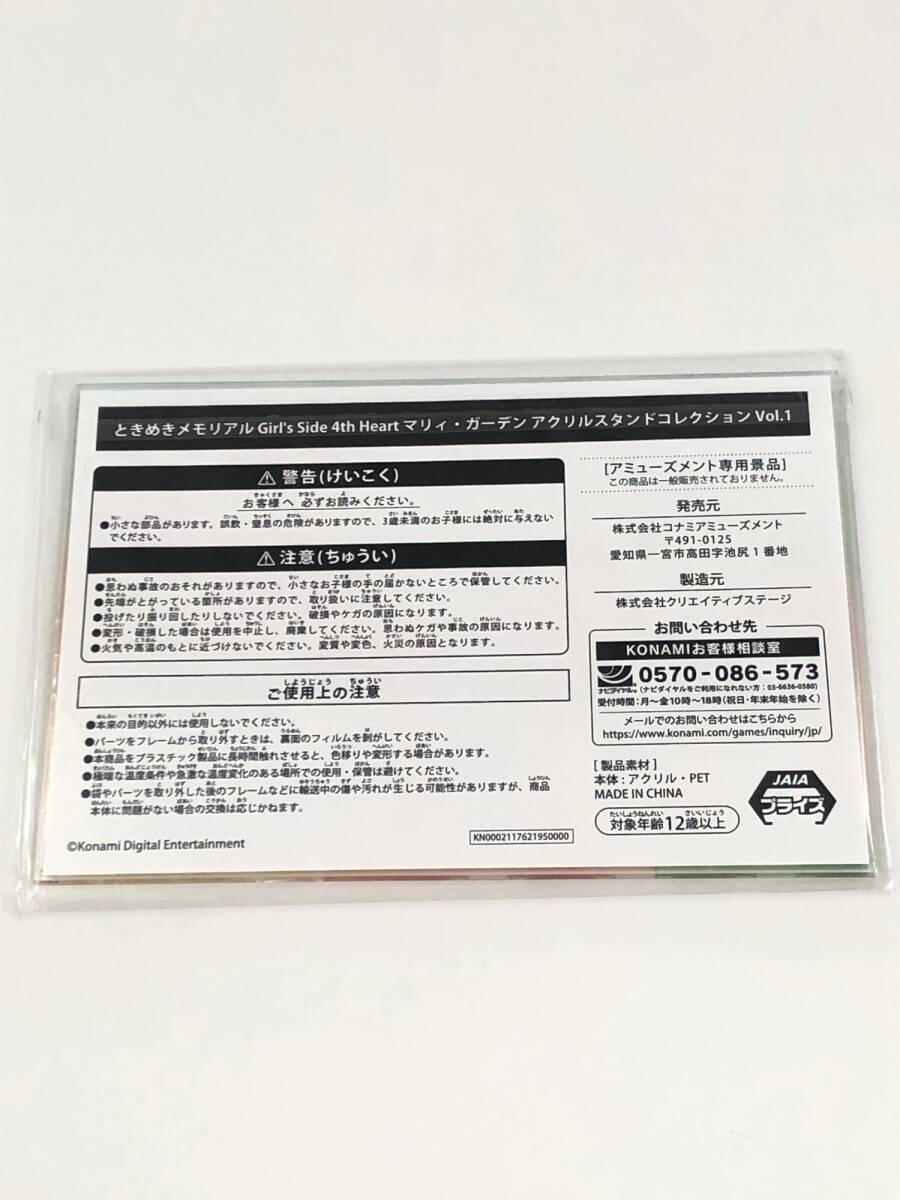 ときめきメモリアル Girl's Side 4th Heart マリィ・ガーデン アクリルスタンドコレクション Vol.1
⚠ 警告(けいこく)
お客様へ 必ずお読みください。
●小さな部品があります。誤飲・窒息の危険がありますので、3歳未満のお子様には絶対に与えない
でください。
⚠ 注意(ちゅうい)
●思わぬ事故のおそれがありますので、小さなお子様の手の届かないところで保管してください。
●先端がとがっている箇所がありますので、取り扱いに注意してください。
●投げたり振り回したりしないでください。破損やケガの原因になります。
●変形・破損した場合は使用を中止し、廃棄してください。思わぬケガや事故の原因になります。
●火気や高温のもとに近づけないでください。変質や変色、火災の原因となります。
ご使用上の注意
●本来の目的以外には使用しないでください。
●パーツをフレームから取り外すときは、裏面のフィルムを剥がしてください。
●本商品をプラスチック製品に長時間触れさせると、色移りや変形する場合があります。
●極端な温度条件や急激な温度変化のある場所での使用・保管は避けてください。
●袋やパーツを取り外した後のフレームなどに輸送中の傷や汚れが生じる可能性がありますが、商品
本体に問題がない場合の交換は応じかねます。
©Konami Digital Entertainment
KN0002117621950000
[アミューズメント専用景品]
この商品は一般販売されておりません。
発売元
株式会社コナミアミューズメント
〒491-0125
愛知県一宮市高田字池尻1番地
製造元
株式会社クリエイティブステージ
お問い合わせ先
KONAMIお客様相談室
ナビダイヤル® 0570-086-573
(ナビダイヤルをご利用になれない方:03-6636-0580)
受付時間:月〜金10時〜18時(祝日・年末年始を除く)
メールでのお問い合わせはこちらから
https://www.konami.com/games/inquiry/jp/
[製品素材]
本体:アクリル・PET
MADE IN CHINA
対象年齢12歳以上
JAIA
プライズ